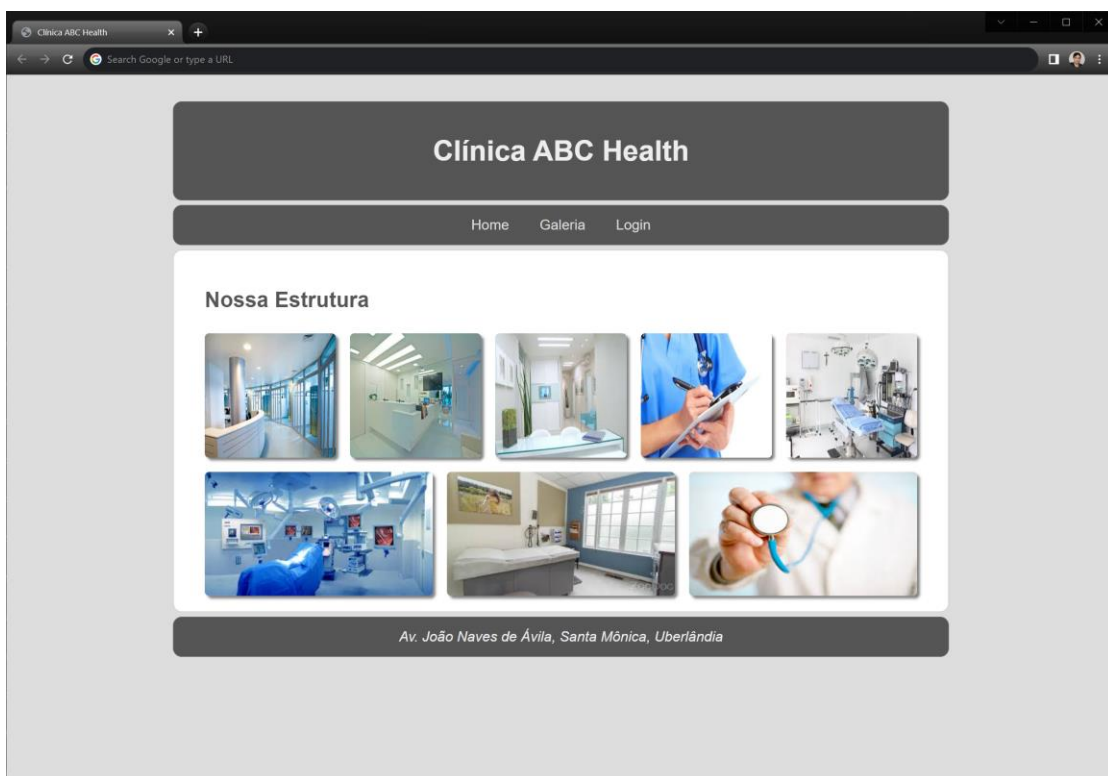 Clínica ABC Health
Search Google or type a URL
Clínica ABC Health
Home Galeria Login
Nossa Estrutura
Av. João Naves de Ávila, Santa Mônica, Uberlândia